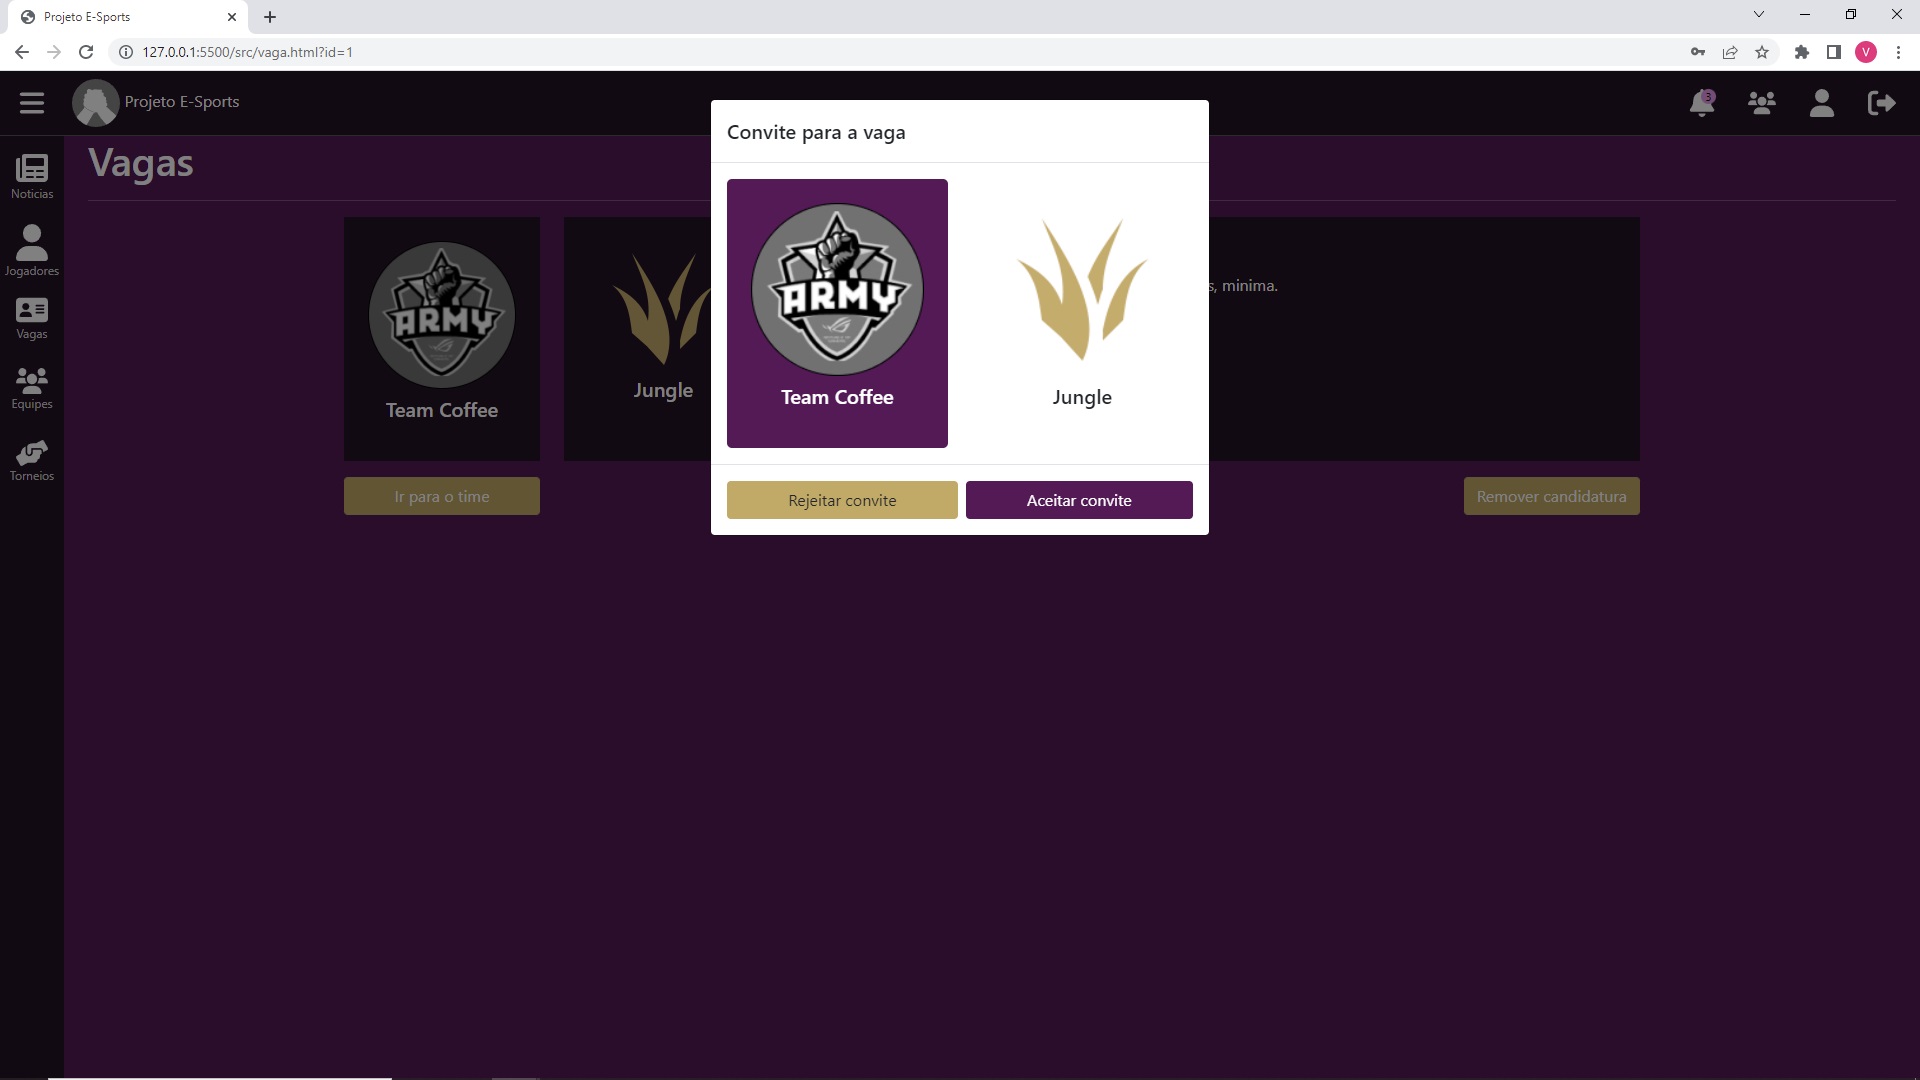 Projeto E-Sports
127.0.0.1:5500/src/vaga.html?id=1
V
Projeto E-Sports
3
Notícias
Jogadores
Vagas
Equipes
Torneios
Vagas
ARMY
Team Coffee
Jungle
, minima.
Ir para o time
Remover candidatura
Convite para a vaga
ARMY
Team Coffee
Jungle
Rejeitar convite
Aceitar convite